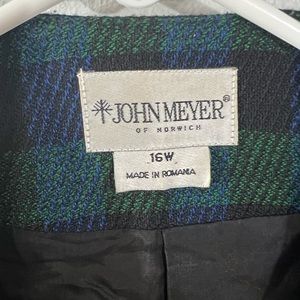 JOHN MEYER®
OF NORWICH
16W
MADE IN ROMANIA